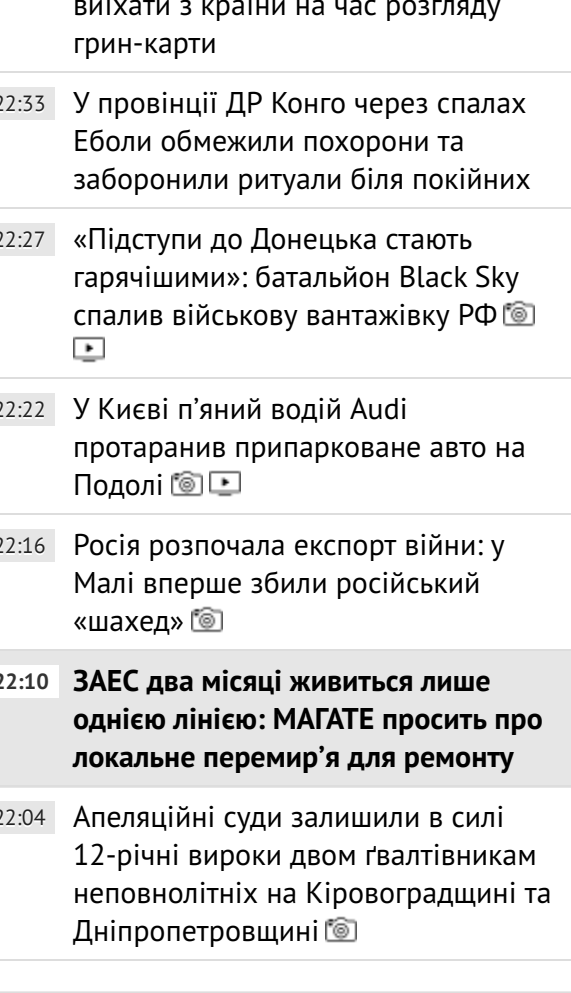 виїхати з країни на час розгляду
грин-карти
22:33 У провінції ДР Конго через спалах
Еболи обмежили похорони та
заборонили ритуали біля покійних
22:27 «Підступи до Донецька стають
гарячішими»: батальйон Black Sky
спалив військову вантажівку РФ
22:22 У Києві п’яний водій Audi
протаранив припарковане авто на
Подолі
22:16 Росія розпочала експорт війни: у
Малі вперше збили російський
«шахед»
22:10 ЗАЕС два місяці живиться лише
однією лінією: МАГАТЕ просить про
локальне перемир’я для ремонту
22:04 Апеляційні суди залишили в силі
12-річні вироки двом ґвалтівникам
неповнолітніх на Кіровоградщині та
Дніпропетровщині